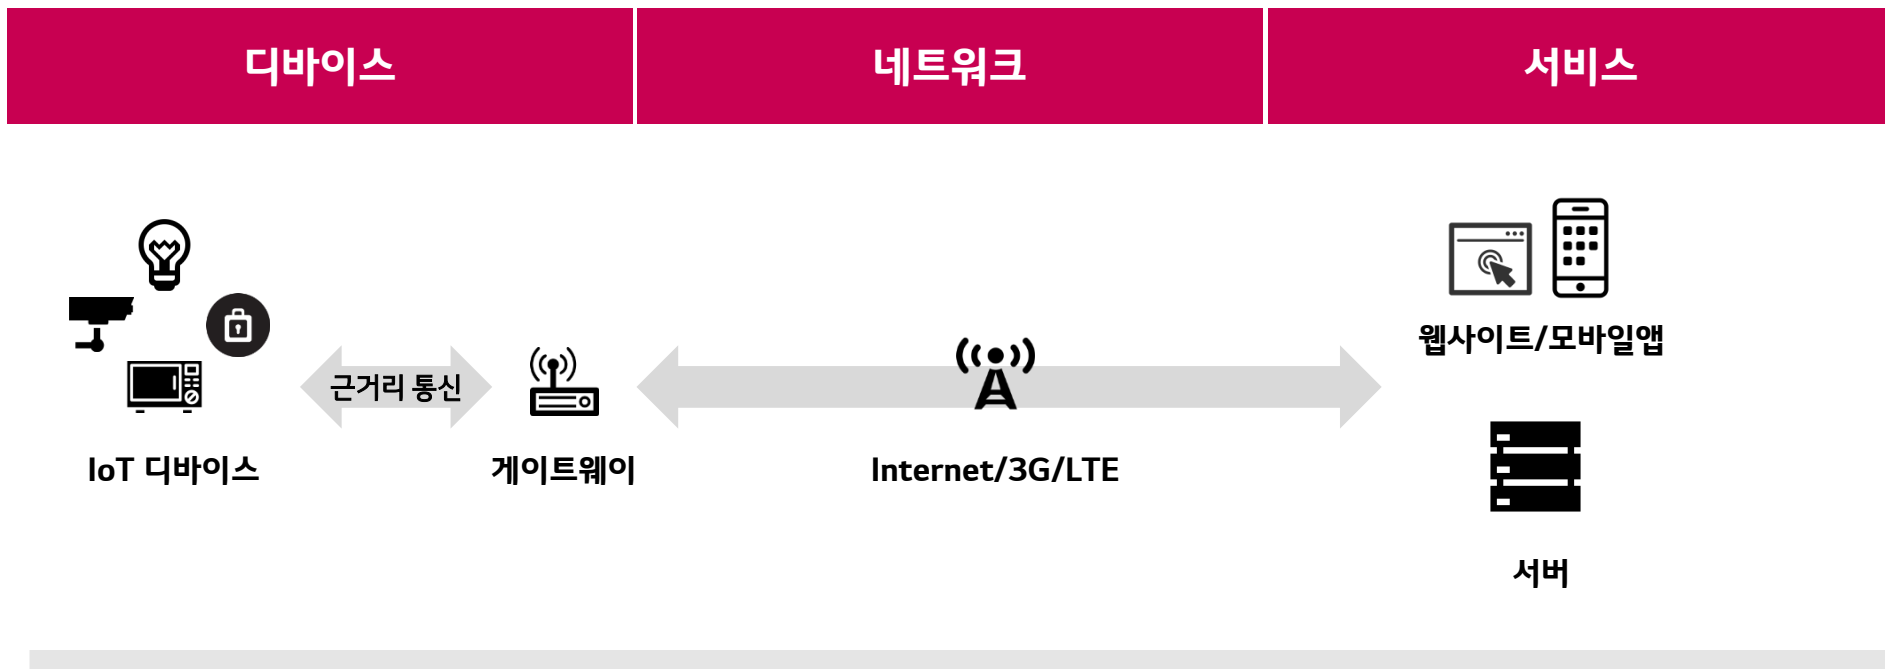 디바이스
네트워크
서비스
웹사이트/모바일앱
근거리 통신
IoT 디바이스
게이트웨이
Internet/3G/LTE
서버